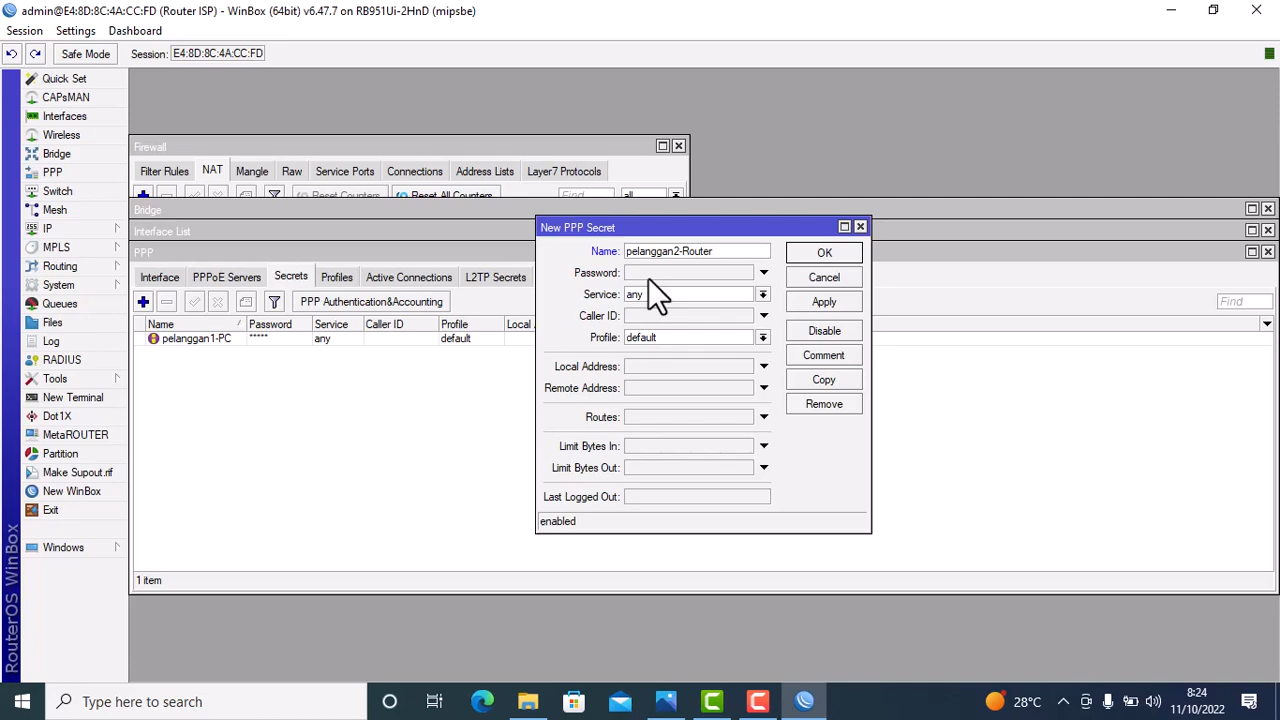 admin@E4:8D:8C:4A:CC:FD (Router ISP) - WinBox (64bit) v6.47.7 on RB951Ui-2HnD (mipsbe)
Session Settings Dashboard
Safe Mode Session: E4:8D:8C:4A:CC:FD
Quick Set
CAPsMAN
Interfaces
Wireless
Bridge
PPP
Switch
Mesh
IP
MPLS
Routing
System
Queues
Files
Log
RADIUS
Tools
New Terminal
Dot1X
MetaROUTER
Partition
Make Supout.rif
New WinBox
Exit
Windows
RouterOS WinBox
Firewall
Filter Rules NAT Mangle Raw Service Ports Connections Address Lists Layer7 Protocols
Reset Counters Reset All Counters Find all
Bridge
Interface List
PPP
Interface PPPoE Servers Secrets Profiles Active Connections L2TP Secrets
PPP Authentication&Accounting Find
Name Password Service Caller ID Profile Local
pelanggan1-PC ***** any default
1 item
New PPP Secret
Name: pelanggan2-Router
Password:
Service: any
Caller ID:
Profile: default
Local Address:
Remote Address:
Routes:
Limit Bytes In:
Limit Bytes Out:
Last Logged Out:
enabled
OK
Cancel
Apply
Disable
Comment
Copy
Remove
Type here to search
28°C
8:24
11/10/2022